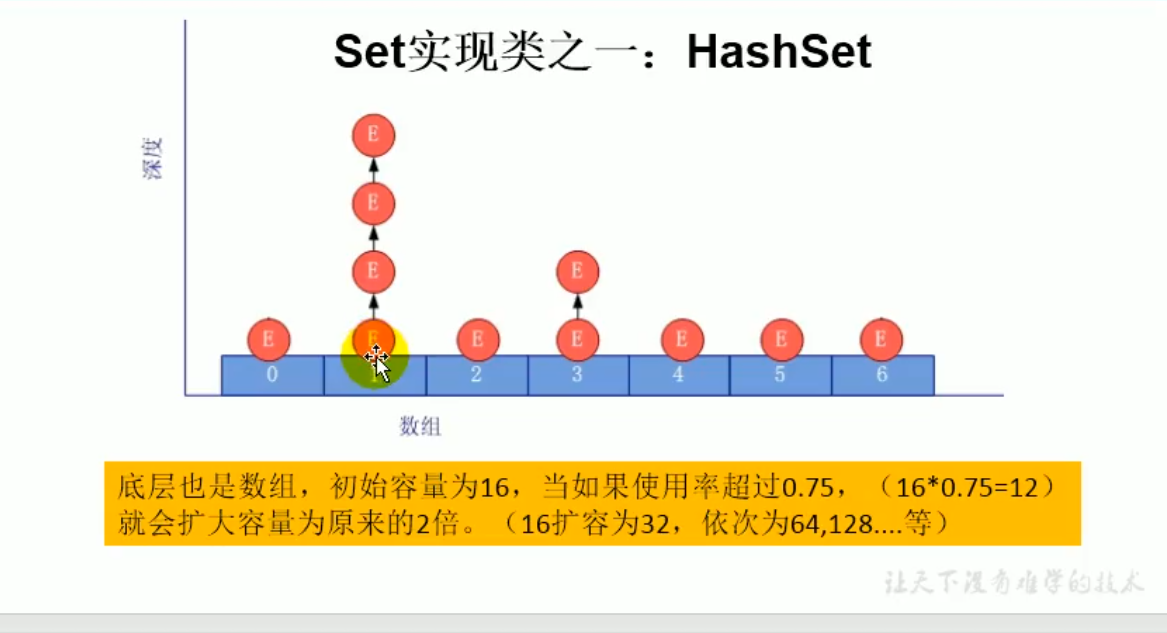 Set实现类之一：HashSet
深度
E
E
E
E
E
E
E
E
E
E
E
0
2
3
4
5
6
数组
底层也是数组，初始容量为16，当如果使用率超过0.75，（16*0.75=12）
就会扩大容量为原来的2倍。（16扩容为32，依次为64,128....等）
让天下没有难学的技术